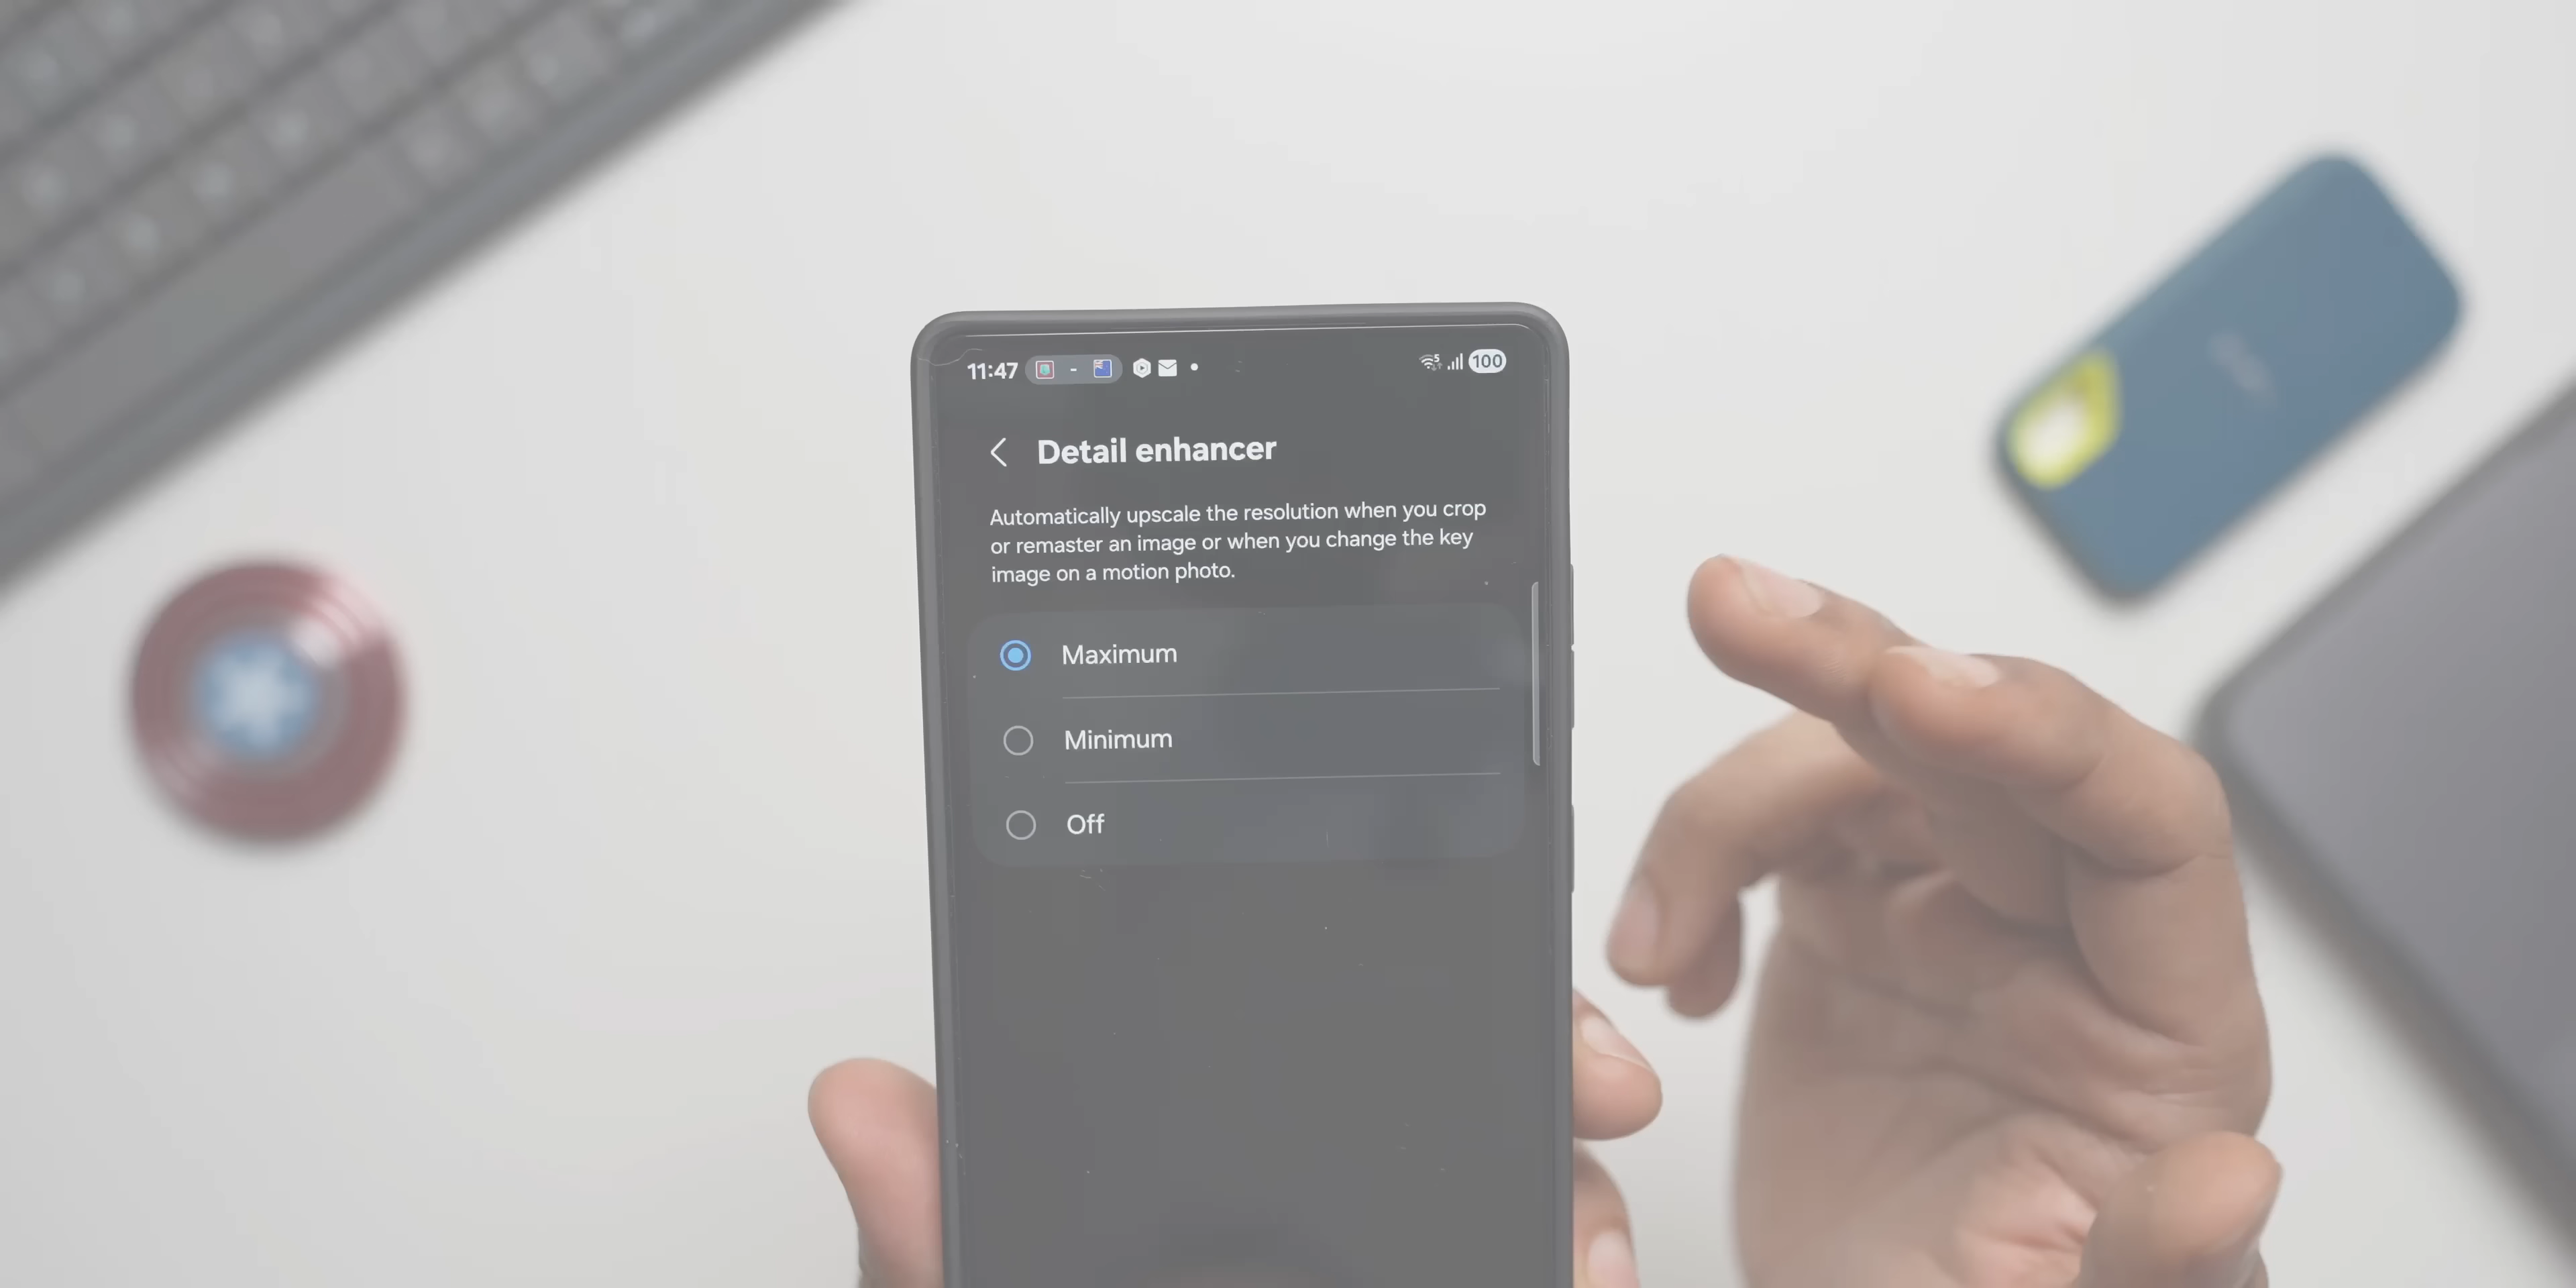 11:47
100
Detail enhancer
Automatically upscale the resolution when you crop
or remaster an image or when you change the key
image on a motion photo.
Maximum
Minimum
Off